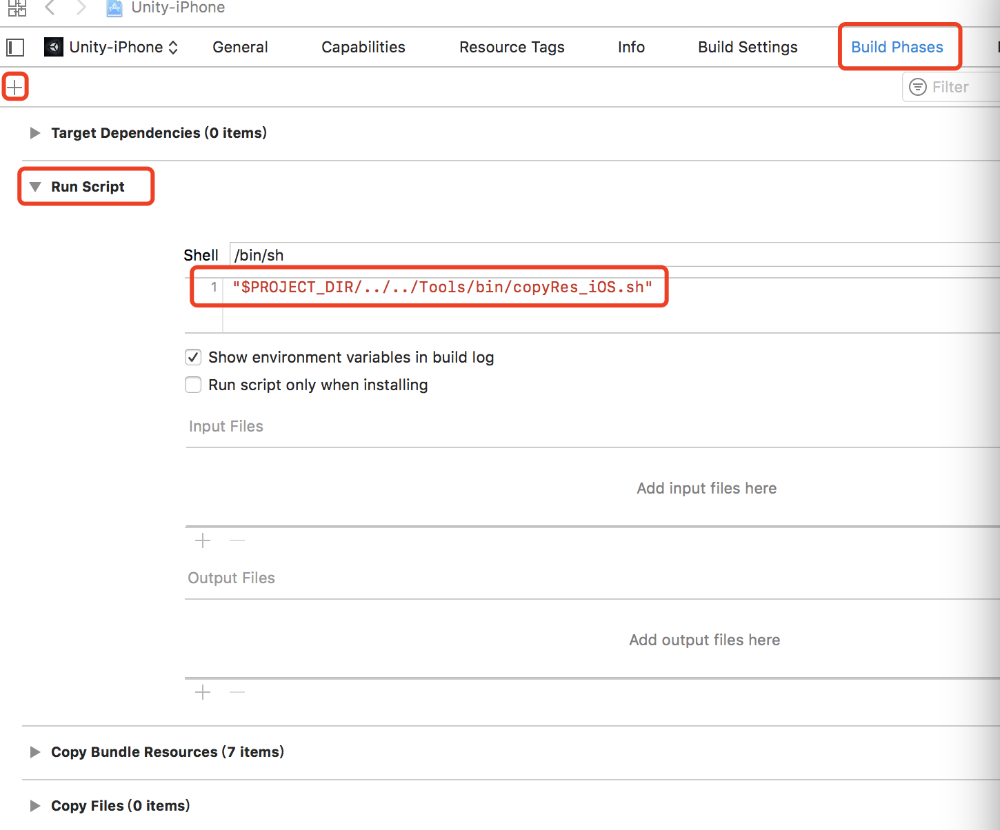 Unity-iPhone
Unity-iPhone General Capabilities Resource Tags Info Build Settings Build Phases
Filter
Target Dependencies (0 items)
Run Script
Shell /bin/sh
1 "$PROJECT_DIR/../../Tools/bin/copyRes_iOS.sh"
Show environment variables in build log
Run script only when installing
Input Files
Add input files here
Output Files
Add output files here
Copy Bundle Resources (7 items)
Copy Files (0 items)